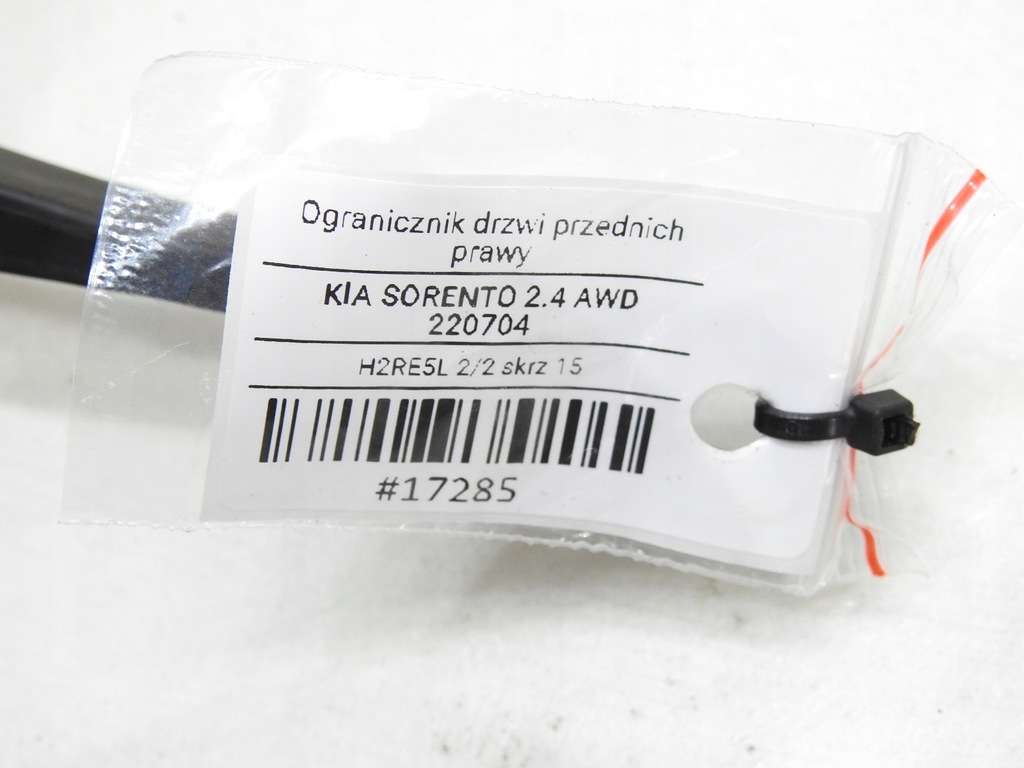 Ogranicznik drzwi przednich
prawy
KIA SORENTO 2.4 AWD
220704
H2RE5L 2/2 skrz 15
#17285